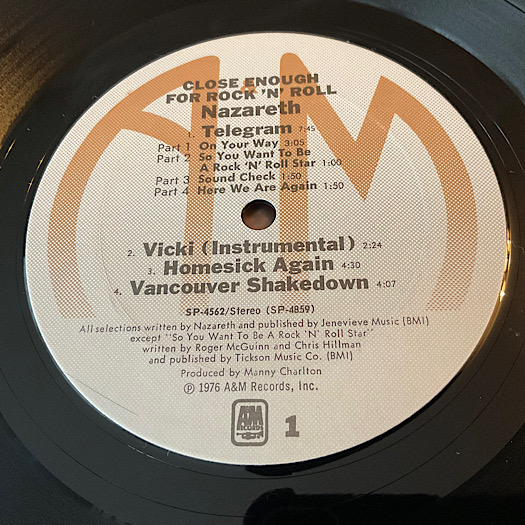 CLOSE ENOUGH
FOR ROCK 'N' ROLL
Nazareth
1. Telegram 7:45
Part 1 On Your Way 3:05
Part 2 So You Want To Be
A Rock 'N' Roll Star 1:00
Part 3 Sound Check 1:50
Part 4 Here We Are Again 1:50
2. Vicki (Instrumental) 2:24
3. Homesick Again 4:30
4. Vancouver Shakedown 4:07
SP-4562/Stereo (SP-4859)
All selections written by Nazareth and published by Jenevieve Music (BMI)
except "So You Want To Be A Rock 'N' Roll Star"
written by Roger McGuinn and Chris Hillman
and published by Tickson Music Co. (BMI)
Produced by Manny Charlton
℗ 1976 A&M Records, Inc.
A&M
RECORDS
1